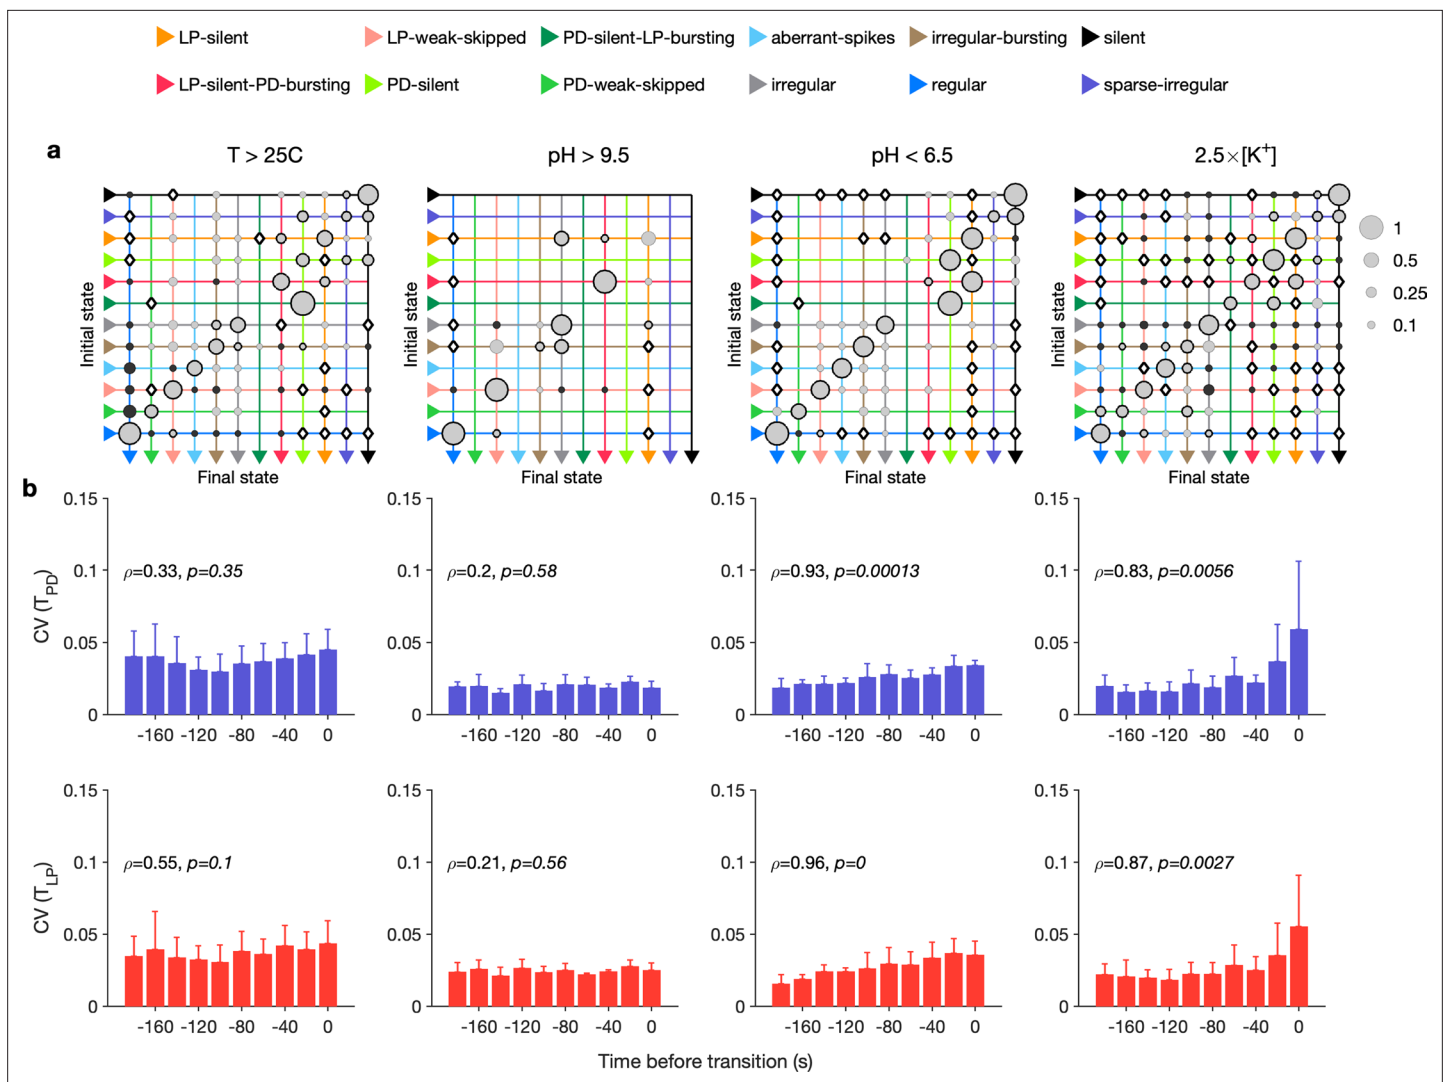 LP-silent LP-weak-skipped PD-silent-LP-bursting aberrant-spikes irregular-bursting silent
LP-silent-PD-bursting PD-silent PD-weak-skipped irregular regular sparse-irregular
a
T > 25C pH > 9.5 pH < 6.5 2.5×[K+]
Initial state Initial state Initial state Initial state
1
0.5
0.25
0.1
Final state Final state Final state Final state
b
CV (TPD)
0.15 0.15 0.15 0.15
0.1 0.1 0.1 0.1
ρ=0.33, p=0.35 ρ=0.2, p=0.58 ρ=0.93, p=0.00013 ρ=0.83, p=0.0056
0.05 0.05 0.05 0.05
0 0 0 0
-160 -120 -80 -40 0 -160 -120 -80 -40 0 -160 -120 -80 -40 0 -160 -120 -80 -40 0
CV (TLP)
0.15 0.15 0.15 0.15
0.1 0.1 0.1 0.1
ρ=0.55, p=0.1 ρ=0.21, p=0.56 ρ=0.96, p=0 ρ=0.87, p=0.0027
0.05 0.05 0.05 0.05
0 0 0 0
-160 -120 -80 -40 0 -160 -120 -80 -40 0 -160 -120 -80 -40 0 -160 -120 -80 -40 0
Time before transition (s)